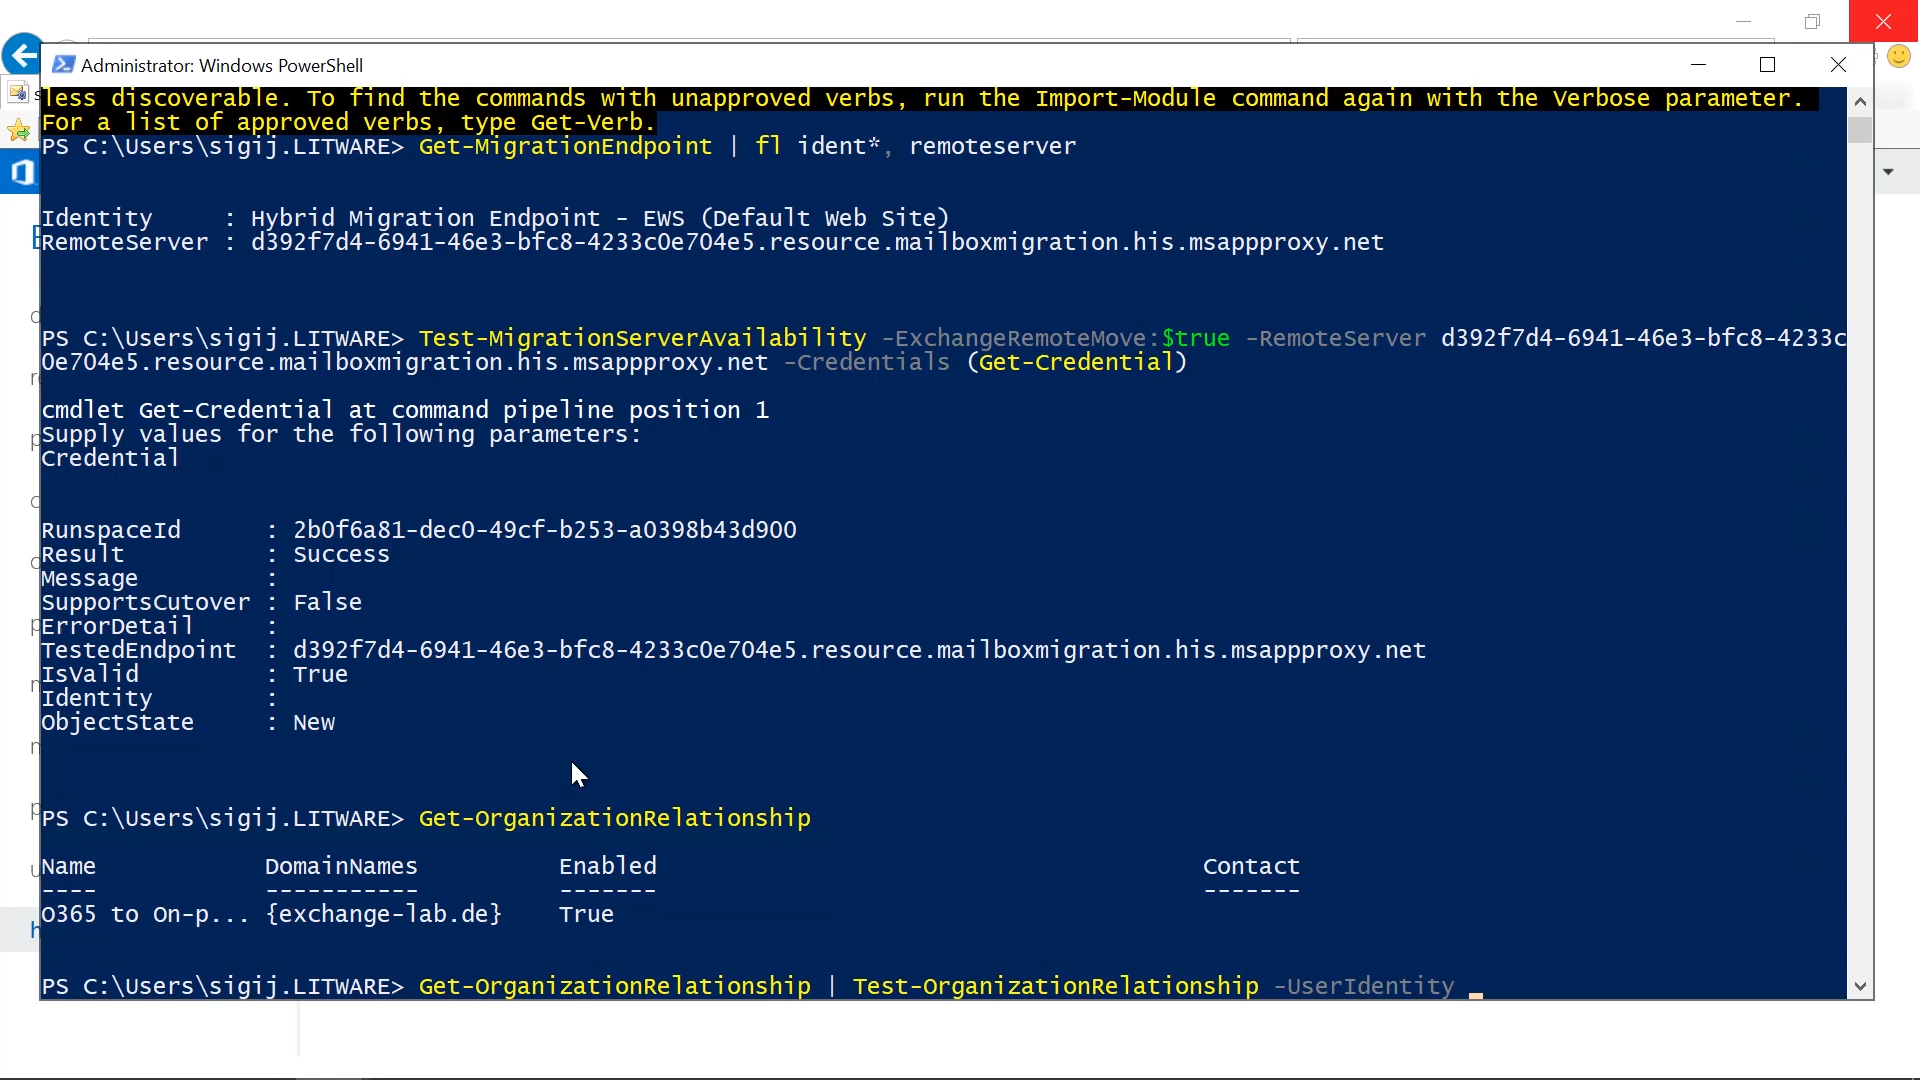 Administrator: Windows PowerShell
less discoverable. To find the commands with unapproved verbs, run the Import-Module command again with the Verbose parameter.
For a list of approved verbs, type Get-Verb.
PS C:\Users\sigij.LITWARE> Get-MigrationEndpoint | fl ident*, remoteserver
Identity : Hybrid Migration Endpoint - EWS (Default Web Site)
RemoteServer : d392f7d4-6941-46e3-bfc8-4233c0e704e5.resource.mailboxmigration.his.msappproxy.net
PS C:\Users\sigij.LITWARE> Test-MigrationServerAvailability -ExchangeRemoteMove:$true -RemoteServer d392f7d4-6941-46e3-bfc8-4233c
0e704e5.resource.mailboxmigration.his.msappproxy.net -Credentials (Get-Credential)
cmdlet Get-Credential at command pipeline position 1
Supply values for the following parameters:
Credential
RunspaceId : 2b0f6a81-dec0-49cf-b253-a0398b43d900
Result : Success
Message :
SupportsCutover : False
ErrorDetail :
TestedEndpoint : d392f7d4-6941-46e3-bfc8-4233c0e704e5.resource.mailboxmigration.his.msappproxy.net
IsValid : True
Identity :
ObjectState : New
PS C:\Users\sigij.LITWARE> Get-OrganizationRelationship
Name DomainNames Enabled Contact
---- ----------- ------- -------
O365 to On-p... {exchange-lab.de} True
PS C:\Users\sigij.LITWARE> Get-OrganizationRelationship | Test-OrganizationRelationship -UserIdentity _